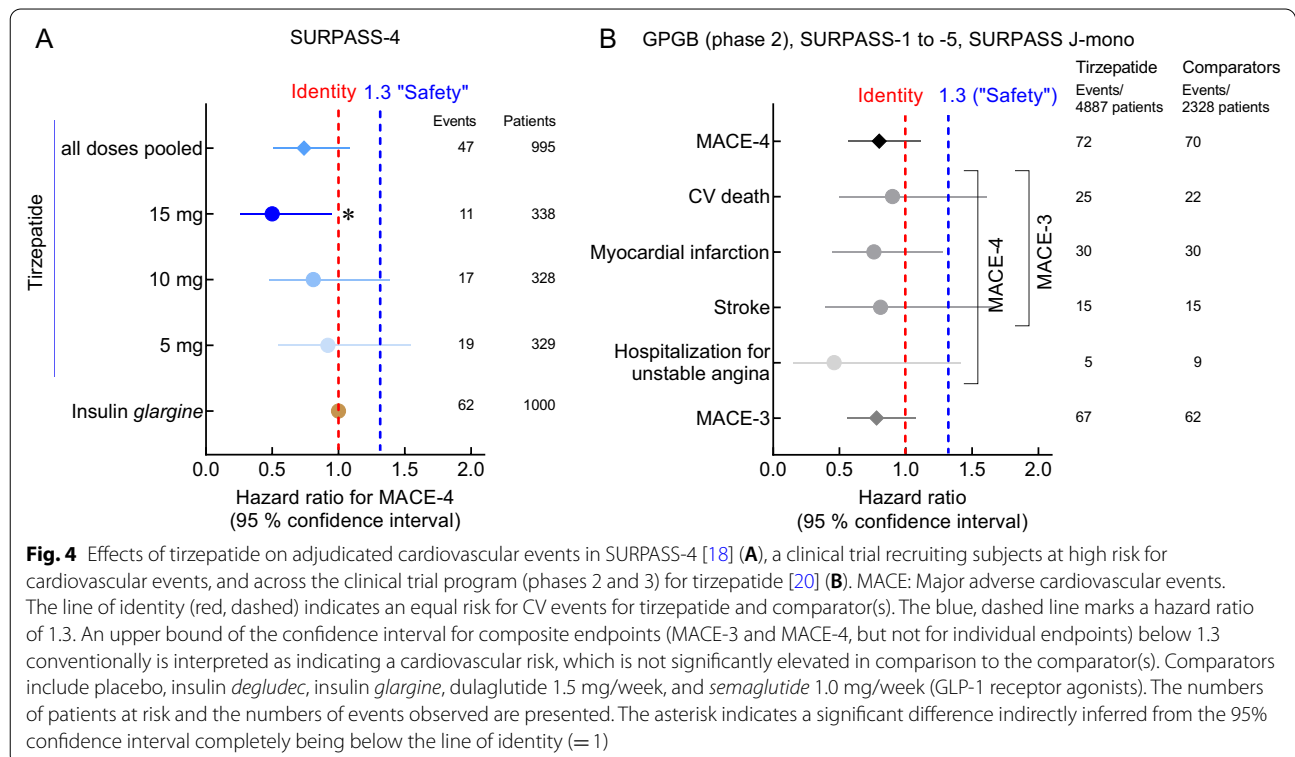 A
SURPASS-4
Identity 1.3 "Safety"
Events Patients
all doses pooled 47 995
15 mg * 11 338
10 mg 17 328
5 mg 19 329
Tirzepatide
Insulin glargine 62 1000
0.0 0.5 1.0 1.5 2.0
Hazard ratio for MACE-4
(95 % confidence interval)
B
GPGB (phase 2), SURPASS-1 to -5, SURPASS J-mono
Tirzepatide Comparators
Events/ Events/
4887 patients 2328 patients
Identity 1.3 ("Safety")
MACE-4 72 70
CV death 25 22
Myocardial infarction 30 30
Stroke 15 15
Hospitalization for
unstable angina 5 9
MACE-3 67 62
MACE-4
MACE-3
0.0 0.5 1.0 1.5 2.0
Hazard ratio
(95 % confidence interval)
Fig. 4 Effects of tirzepatide on adjudicated cardiovascular events in SURPASS-4 [18] (A), a clinical trial recruiting subjects at high risk for
cardiovascular events, and across the clinical trial program (phases 2 and 3) for tirzepatide [20] (B). MACE: Major adverse cardiovascular events.
The line of identity (red, dashed) indicates an equal risk for CV events for tirzepatide and comparator(s). The blue, dashed line marks a hazard ratio
of 1.3. An upper bound of the confidence interval for composite endpoints (MACE-3 and MACE-4, but not for individual endpoints) below 1.3
conventionally is interpreted as indicating a cardiovascular risk, which is not significantly elevated in comparison to the comparator(s). Comparators
include placebo, insulin degludec, insulin glargine, dulaglutide 1.5 mg/week, and semaglutide 1.0 mg/week (GLP-1 receptor agonists). The numbers
of patients at risk and the numbers of events observed are presented. The asterisk indicates a significant difference indirectly inferred from the 95%
confidence interval completely being below the line of identity (= 1)